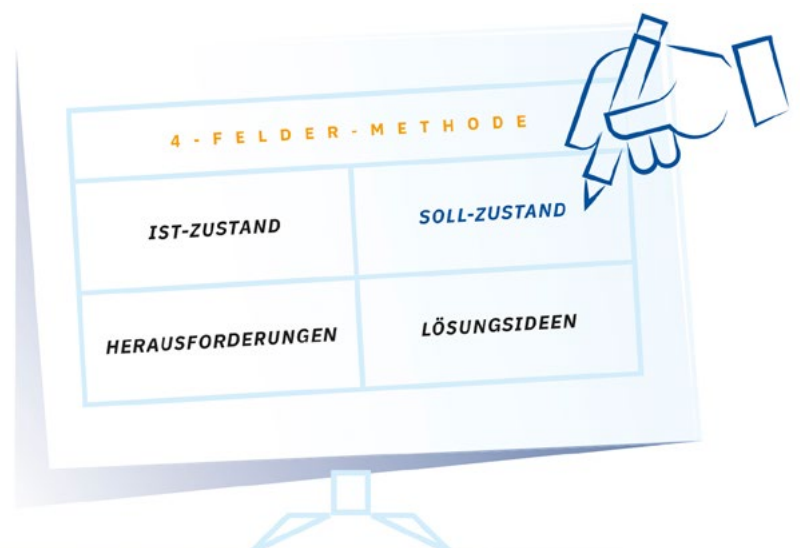 4-FELDER-METHODE
IST-ZUSTAND
SOLL-ZUSTAND
HERAUSFORDERUNGEN
LÖSUNGSIDEEN